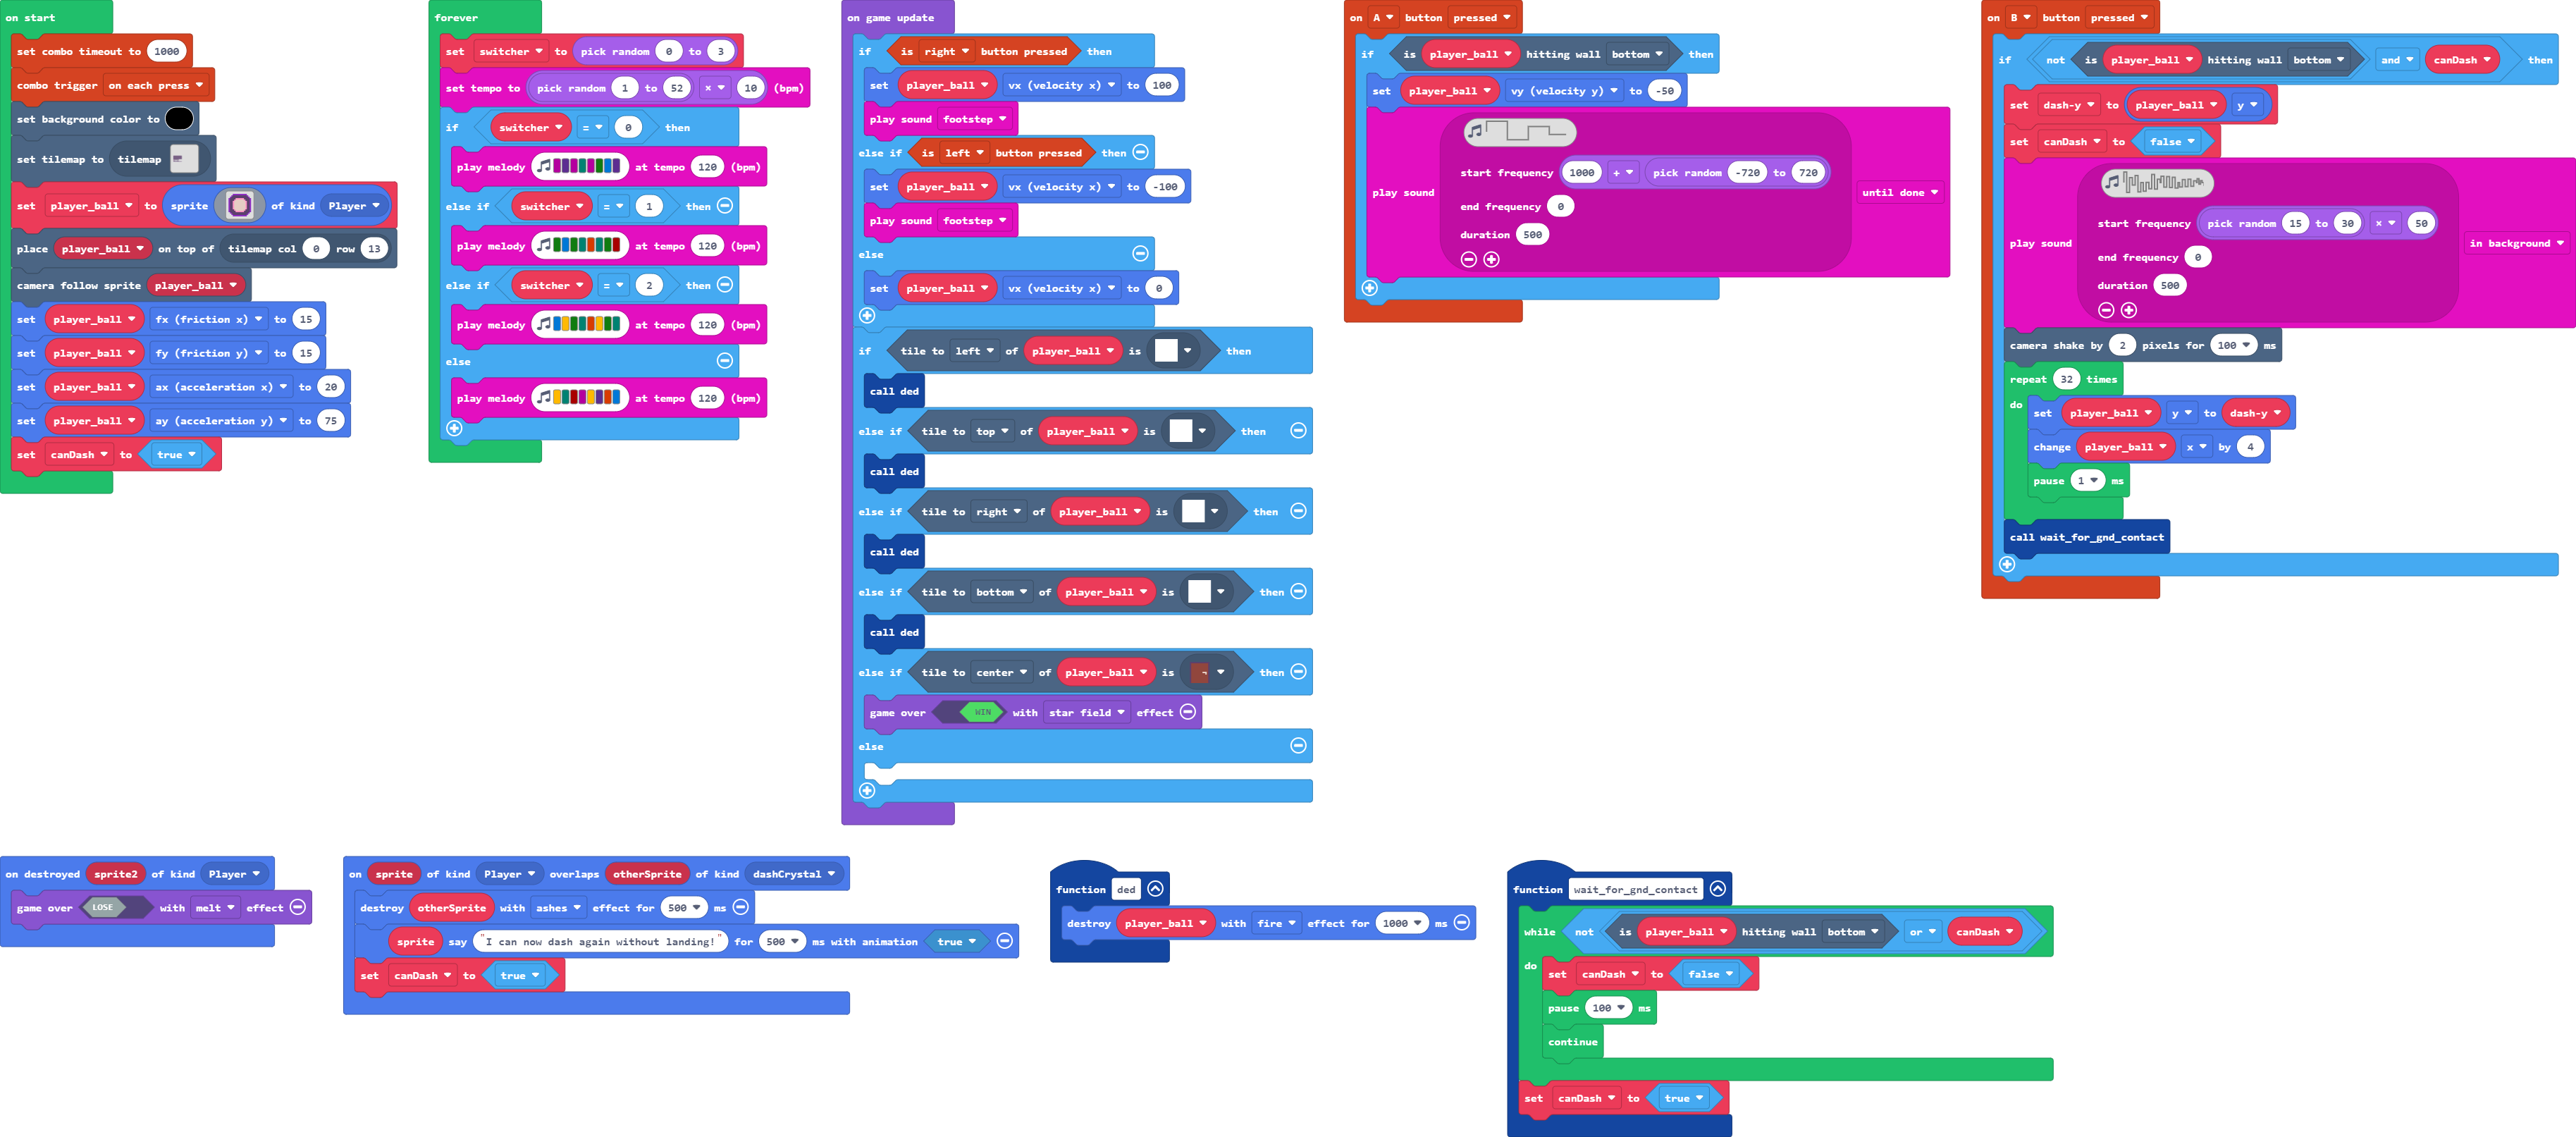 on start
set combo timeout to 1000
combo trigger on each press
set background color to
set tilemap to tilemap
set player_ball to sprite of kind Player
place player_ball on top of tilemap col 0 row 13
camera follow sprite player_ball
set player_ball fx (friction x) to 15
set player_ball fy (friction y) to 15
set player_ball ax (acceleration x) to 20
set player_ball ay (acceleration y) to 75
set canDash to true
forever
set switcher to pick random 0 to 3
set tempo to pick random 1 to 52 × 10 (bpm)
if switcher = 0 then
play melody at tempo 120 (bpm)
else if switcher = 1 then
play melody at tempo 120 (bpm)
else if switcher = 2 then
play melody at tempo 120 (bpm)
else
play melody at tempo 120 (bpm)
on game update
if is right button pressed then
set player_ball vx (velocity x) to 100
play sound footstep
else if is left button pressed then
set player_ball vx (velocity x) to -100
play sound footstep
else
set player_ball vx (velocity x) to 0
if tile to left of player_ball is then
call ded
else if tile to top of player_ball is then
call ded
else if tile to right of player_ball is then
call ded
else if tile to bottom of player_ball is then
call ded
else if tile to center of player_ball is then
game over WIN with star field effect
else
on A button pressed
if is player_ball hitting wall bottom then
set player_ball vy (velocity y) to -50
start frequency 1000 + pick random -720 to 720
play sound until done
end frequency 0
duration 500
on B button pressed
if not is player_ball hitting wall bottom and canDash then
set dash-y to player_ball y
set canDash to false
start frequency pick random 15 to 30 × 50
play sound in background
end frequency 0
duration 500
camera shake by 2 pixels for 100 ms
repeat 32 times
do set player_ball y to dash-y
change player_ball x by 4
pause 1 ms
call wait_for_gnd_contact
on destroyed sprite2 of kind Player
game over LOSE with melt effect
on sprite of kind Player overlaps otherSprite of kind dashCrystal
destroy otherSprite with ashes effect for 500 ms
sprite say "I can now dash again without landing!" for 500 ms with animation true
set canDash to true
function ded
destroy player_ball with fire effect for 1000 ms
function wait_for_gnd_contact
while not is player_ball hitting wall bottom or canDash
do set canDash to false
pause 100 ms
continue
set canDash to true